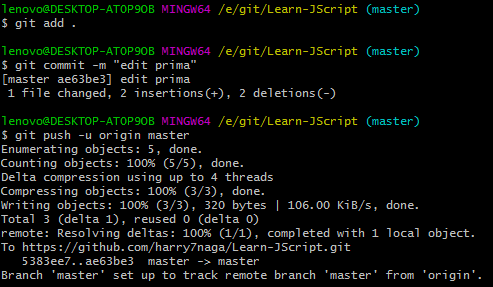 lenovo@DESKTOP-ATOP9OB MINGW64 /e/git/Learn-JScript (master)
$ git add .
lenovo@DESKTOP-ATOP9OB MINGW64 /e/git/Learn-JScript (master)
$ git commit -m "edit prima"
[master ae63be3] edit prima
 1 file changed, 2 insertions(+), 2 deletions(-)
lenovo@DESKTOP-ATOP9OB MINGW64 /e/git/Learn-JScript (master)
$ git push -u origin master
Enumerating objects: 5, done.
Counting objects: 100% (5/5), done.
Delta compression using up to 4 threads
Compressing objects: 100% (3/3), done.
Writing objects: 100% (3/3), 320 bytes | 106.00 KiB/s, done.
Total 3 (delta 1), reused 0 (delta 0)
remote: Resolving deltas: 100% (1/1), completed with 1 local object.
To https://github.com/harry7naga/Learn-JScript.git
   5383ee7..ae63be3  master -> master
Branch 'master' set up to track remote branch 'master' from 'origin'.